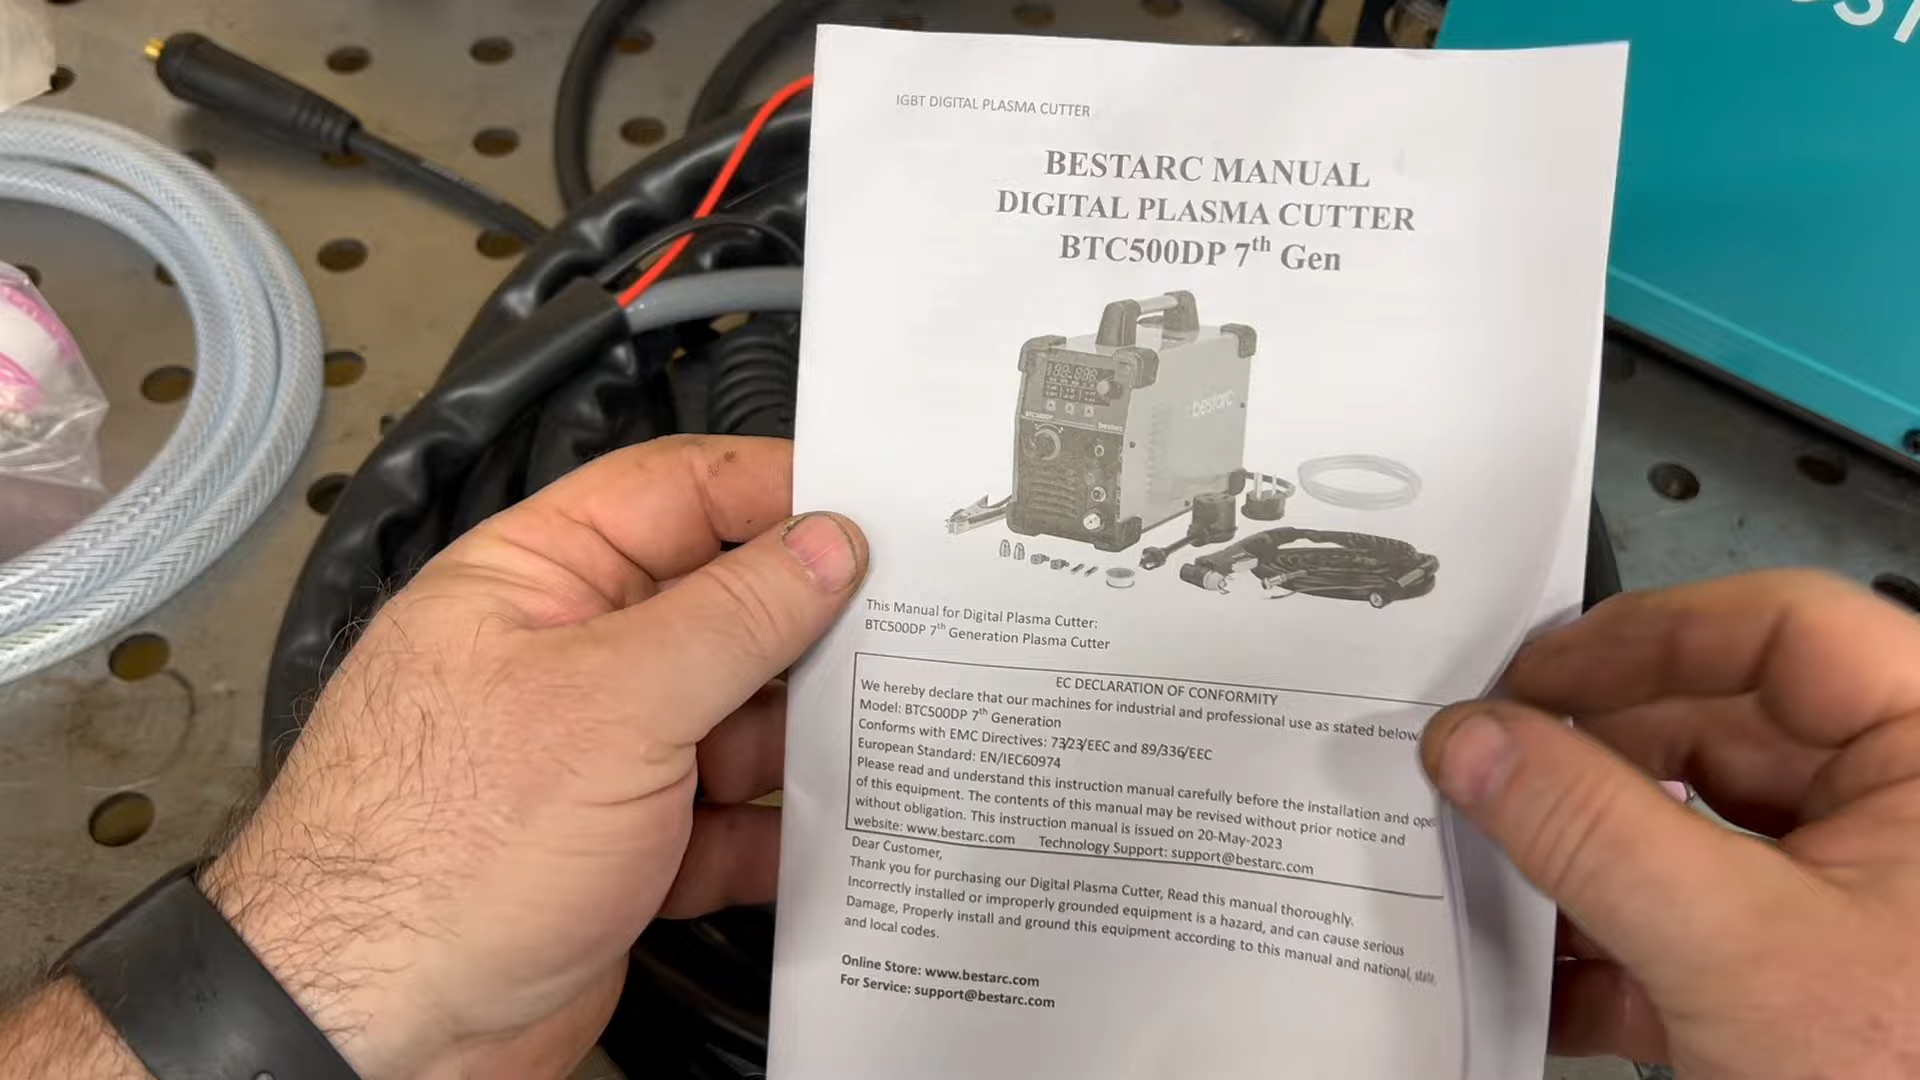 IGBT DIGITAL PLASMA CUTTER
BESTARC MANUAL
DIGITAL PLASMA CUTTER
BTC500DP 7th Gen
bestarc
BTC500DP
bestarc
This Manual for Digital Plasma Cutter:
BTC500DP 7th Generation Plasma Cutter
EC DECLARATION OF CONFORMITY
We hereby declare that our machines for industrial and professional use as stated below
Model: BTC500DP 7th Generation
Conforms with EMC Directives: 73/23/EEC and 89/336/EEC
European Standard: EN/IEC60974
Please read and understand this instruction manual carefully before the installation and ope
of this equipment. The contents of this manual may be revised without prior notice and
without obligation. This instruction manual is issued on 20-May-2023
website: www.bestarc.com Technology Support: support@bestarc.com
Dear Customer,
Thank you for purchasing our Digital Plasma Cutter, Read this manual thoroughly.
Incorrectly installed or improperly grounded equipment is a hazard, and can cause serious
Damage, Properly install and ground this equipment according to this manual and national, state,
and local codes.
Online Store: www.bestarc.com
For Service: support@bestarc.com